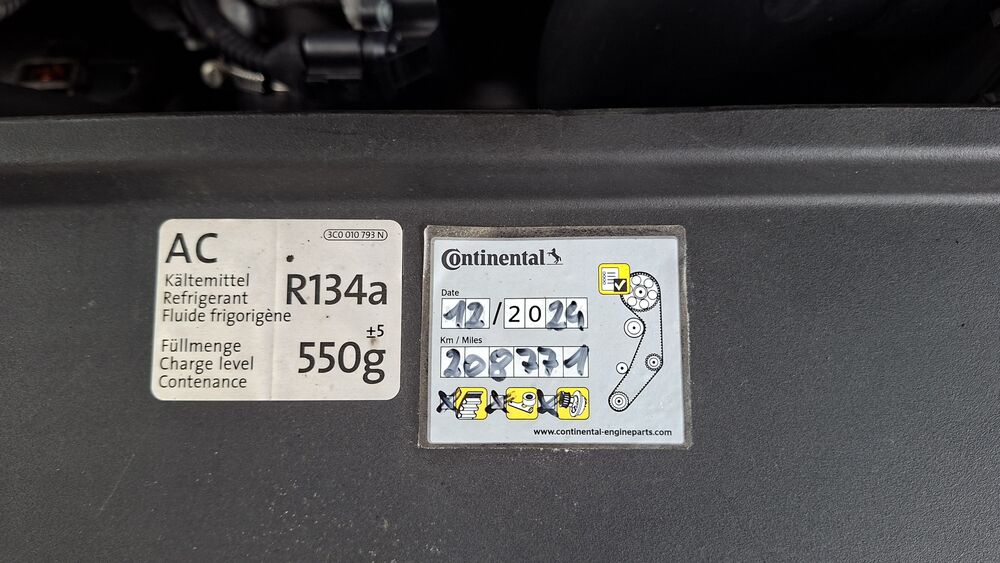 AC
3C0 010 793 N
Kältemittel
Refrigerant
Fluide frigorigène
R134a
Füllmenge
Charge level
Contenance
±5
550g
Continental
Date
12/2024
Km / Miles
208771
www.continental-engineparts.com